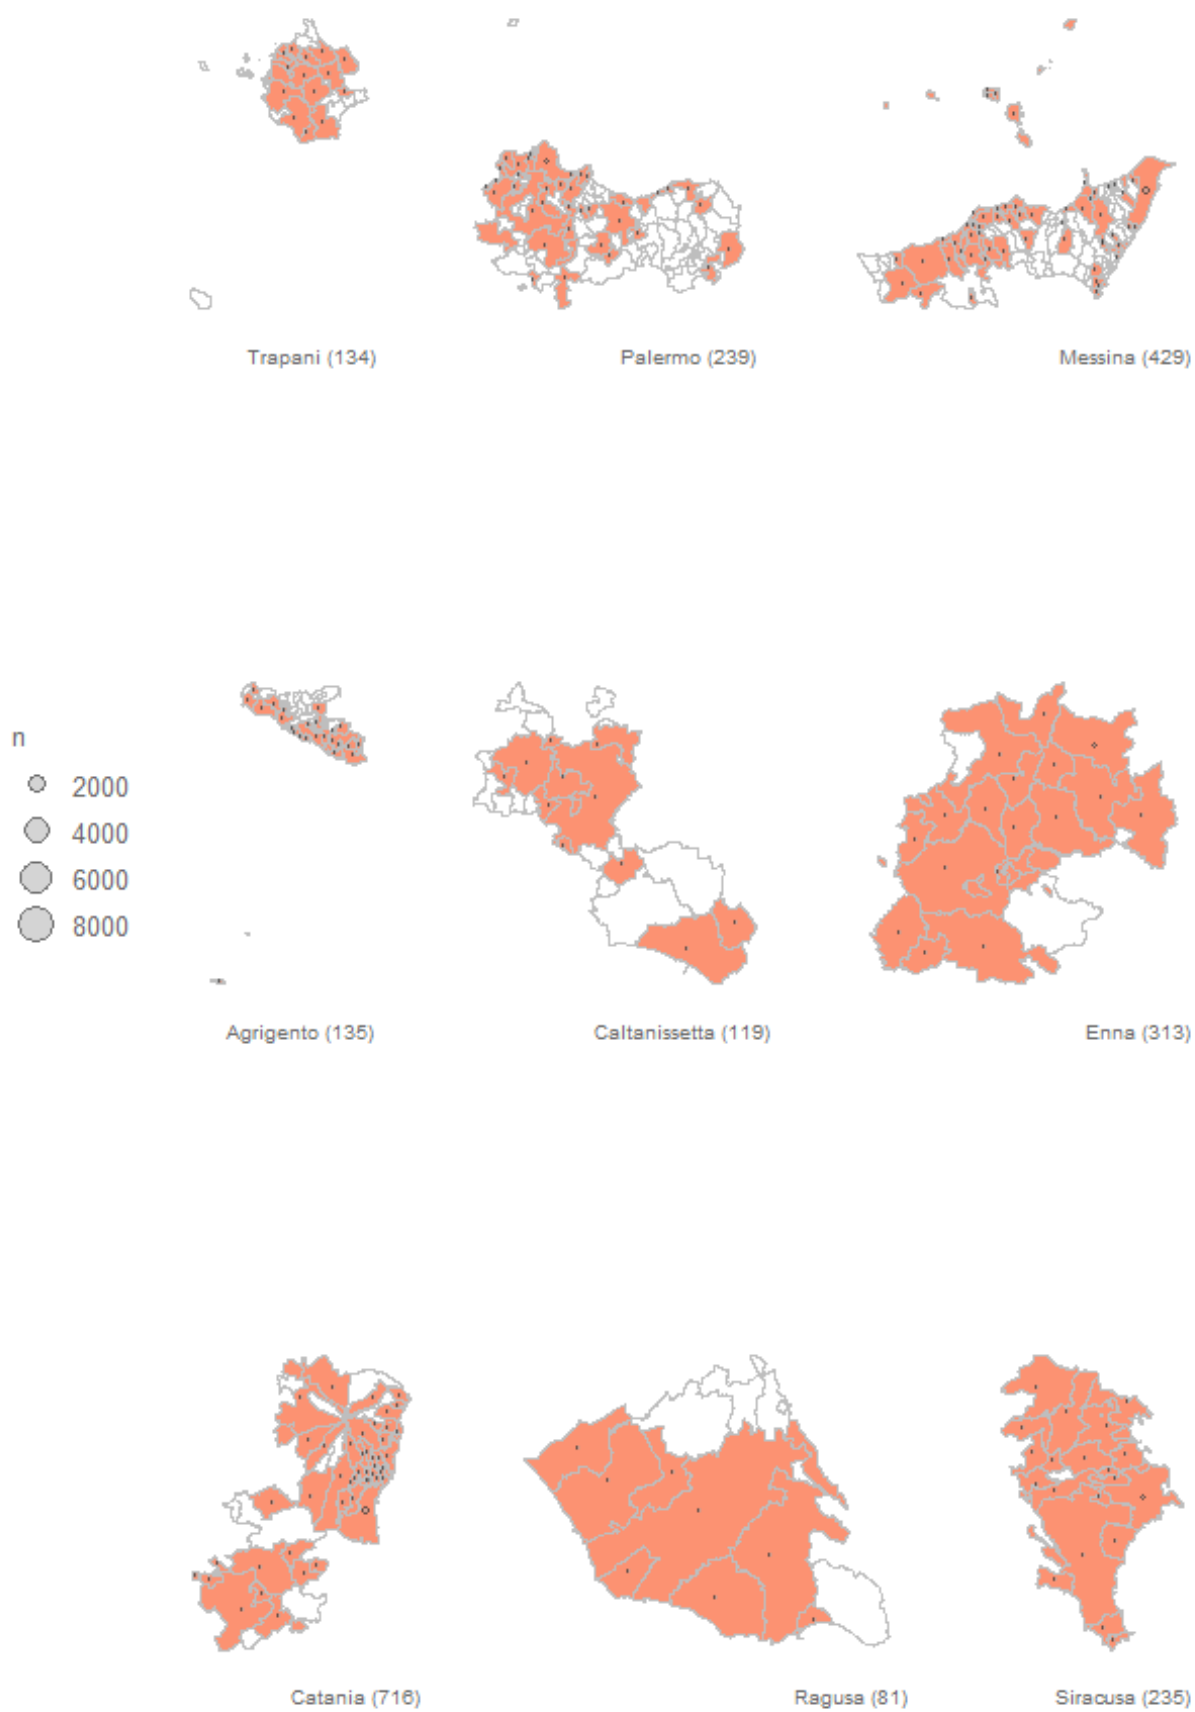 Trapani (134)
Palermo (239)
Messina (429)
n
2000
4000
6000
8000
Agrigento (135)
Caltanissetta (119)
Enna (313)
Catania (716)
Ragusa (81)
Siracusa (235)